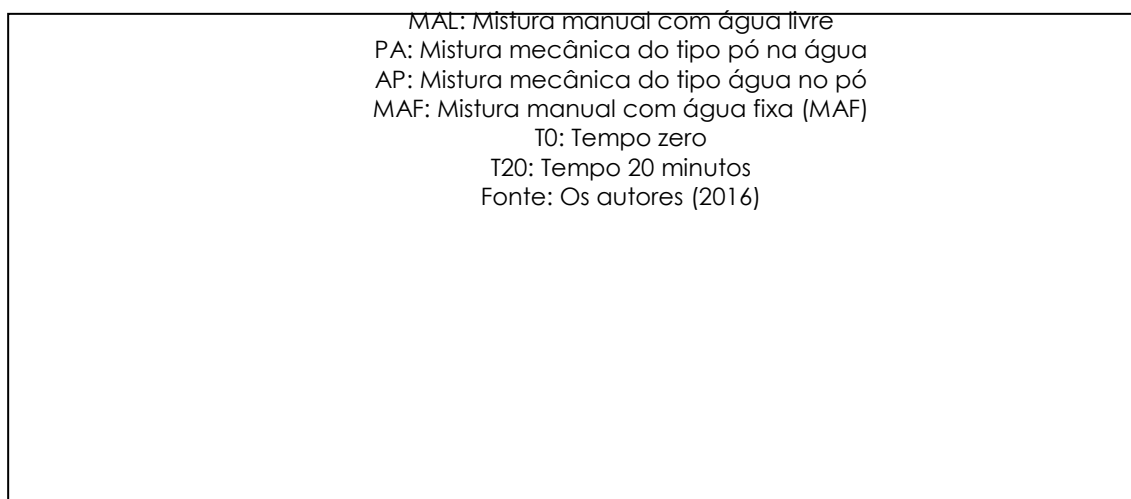 MAL: Mistura manual com água livre
PA: Mistura mecânica do tipo pó na água
AP: Mistura mecânica do tipo água no pó
MAF: Mistura manual com água fixa (MAF)
T0: Tempo zero
T20: Tempo 20 minutos
Fonte: Os autores (2016)